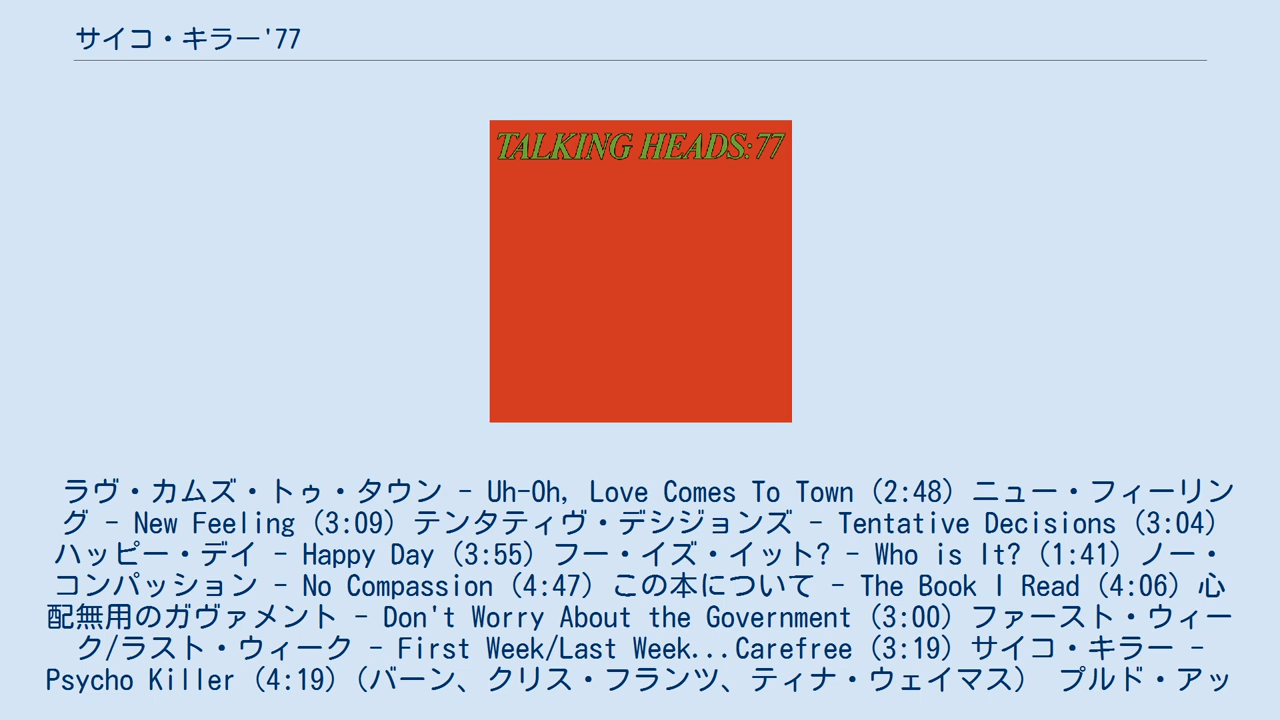 サイコ・キラー'77
TALKING HEADS: 77
ラヴ・カムズ・トゥ・タウン - Uh-Oh, Love Comes To Town (2:48) ニュー・フィーリン
グ - New Feeling (3:09) テンタティヴ・デシジョンズ - Tentative Decisions (3:04)
ハッピー・デイ - Happy Day (3:55) フー・イズ・イット? - Who is It? (1:41) ノー・
コンパッション - No Compassion (4:47) この本について - The Book I Read (4:06) 心
配無用のガヴァメント - Don't Worry About the Government (3:00) ファースト・ウィー
ク/ラスト・ウィーク - First Week/Last Week...Carefree (3:19) サイコ・キラー -
Psycho Killer (4:19) (バーン、クリス・フランツ、ティナ・ウェイマス) プルド・アッ